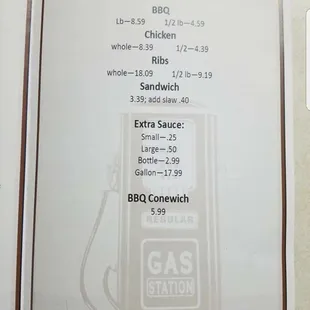 BBQ
Lb—8.59 1/2 lb—4.59
Chicken
whole—8.39 1/2—4.39
Ribs
whole—18.09 1/2 lb—9.19
Sandwich
3.39; add slaw .40
Extra Sauce:
Small—.25
Large—.50
Bottle—2.99
Gallon—17.99
BBQ Conewich
5.99
REGULAR
GAS
STATION